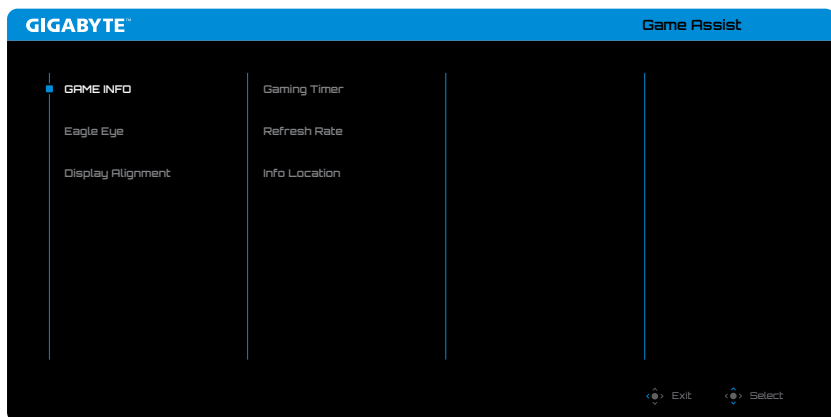 GIGABYTE™
Game Assist
GAME INFO
Gaming Timer
Eagle Eye
Refresh Rate
Display Alignment
Info Location
Exit
Select